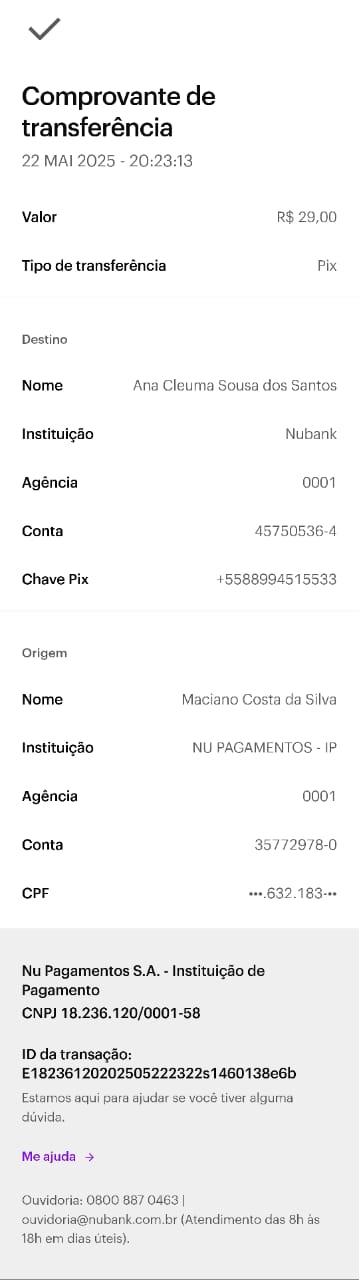 Comprovante de
transferência
22 MAI 2025 - 20:23:13
Valor R$ 29,00
Tipo de transferência Pix
Destino
Nome Ana Cleuma Sousa dos Santos
Instituição Nubank
Agência 0001
Conta 45750536-4
Chave Pix +5588994515533
Origem
Nome Maciano Costa da Silva
Instituição NU PAGAMENTOS - IP
Agência 0001
Conta 35772978-0
CPF •••.632.183-••
Nu Pagamentos S.A. - Instituição de
Pagamento
CNPJ 18.236.120/0001-58
ID da transação:
E18236120202505222322s1460138e6b
Estamos aqui para ajudar se você tiver alguma
dúvida.
Me ajuda →
Ouvidoria: 0800 887 0463 |
ouvidoria@nubank.com.br (Atendimento das 8h às
18h em dias úteis).